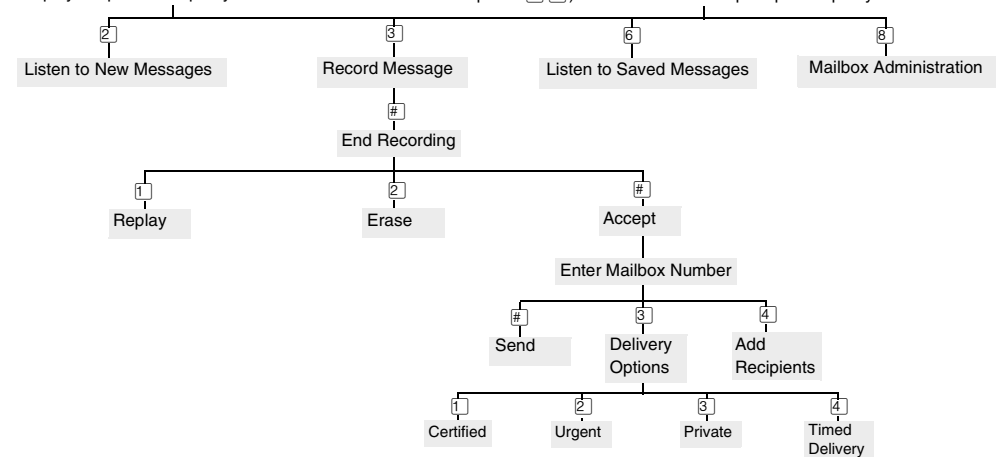 2 3 6 8
Listen to New Messages Record Message Listen to Saved Messages Mailbox Administration
#
End Recording
1 2 #
Replay Erase Accept
Enter Mailbox Number
# 3 4
Send Delivery Options Add Recipients
1 2 3 4
Certified Urgent Private Timed Delivery